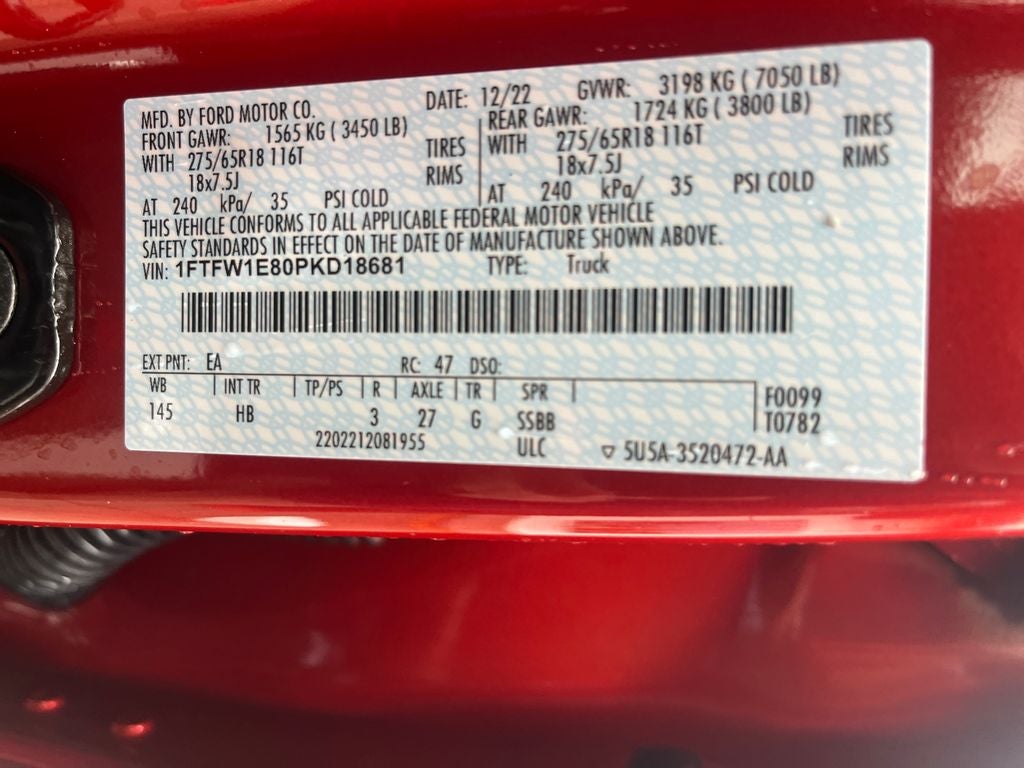 MFD. BY FORD MOTOR CO. DATE: 12/22 GVWR: 3198 KG ( 7050 LB)
FRONT GAWR: 1565 KG ( 3450 LB) REAR GAWR: 1724 KG ( 3800 LB)
WITH 275/65R18 116T TIRES WITH 275/65R18 116T TIRES
18x7.5J RIMS 18x7.5J RIMS
AT 240 kPa/ 35 PSI COLD AT 240 kPa/ 35 PSI COLD
THIS VEHICLE CONFORMS TO ALL APPLICABLE FEDERAL MOTOR VEHICLE
SAFETY STANDARDS IN EFFECT ON THE DATE OF MANUFACTURE SHOWN ABOVE.
VIN: 1FTFW1E80PKD18681 TYPE: Truck
EXT PNT: EA RC: 47 DSO:
WB INT TR TP/PS R AXLE TR SPR F0099
145 HB 3 27 G SSBB T0782
2202212081955 ULC ▽ 5U5A-3520472-AA